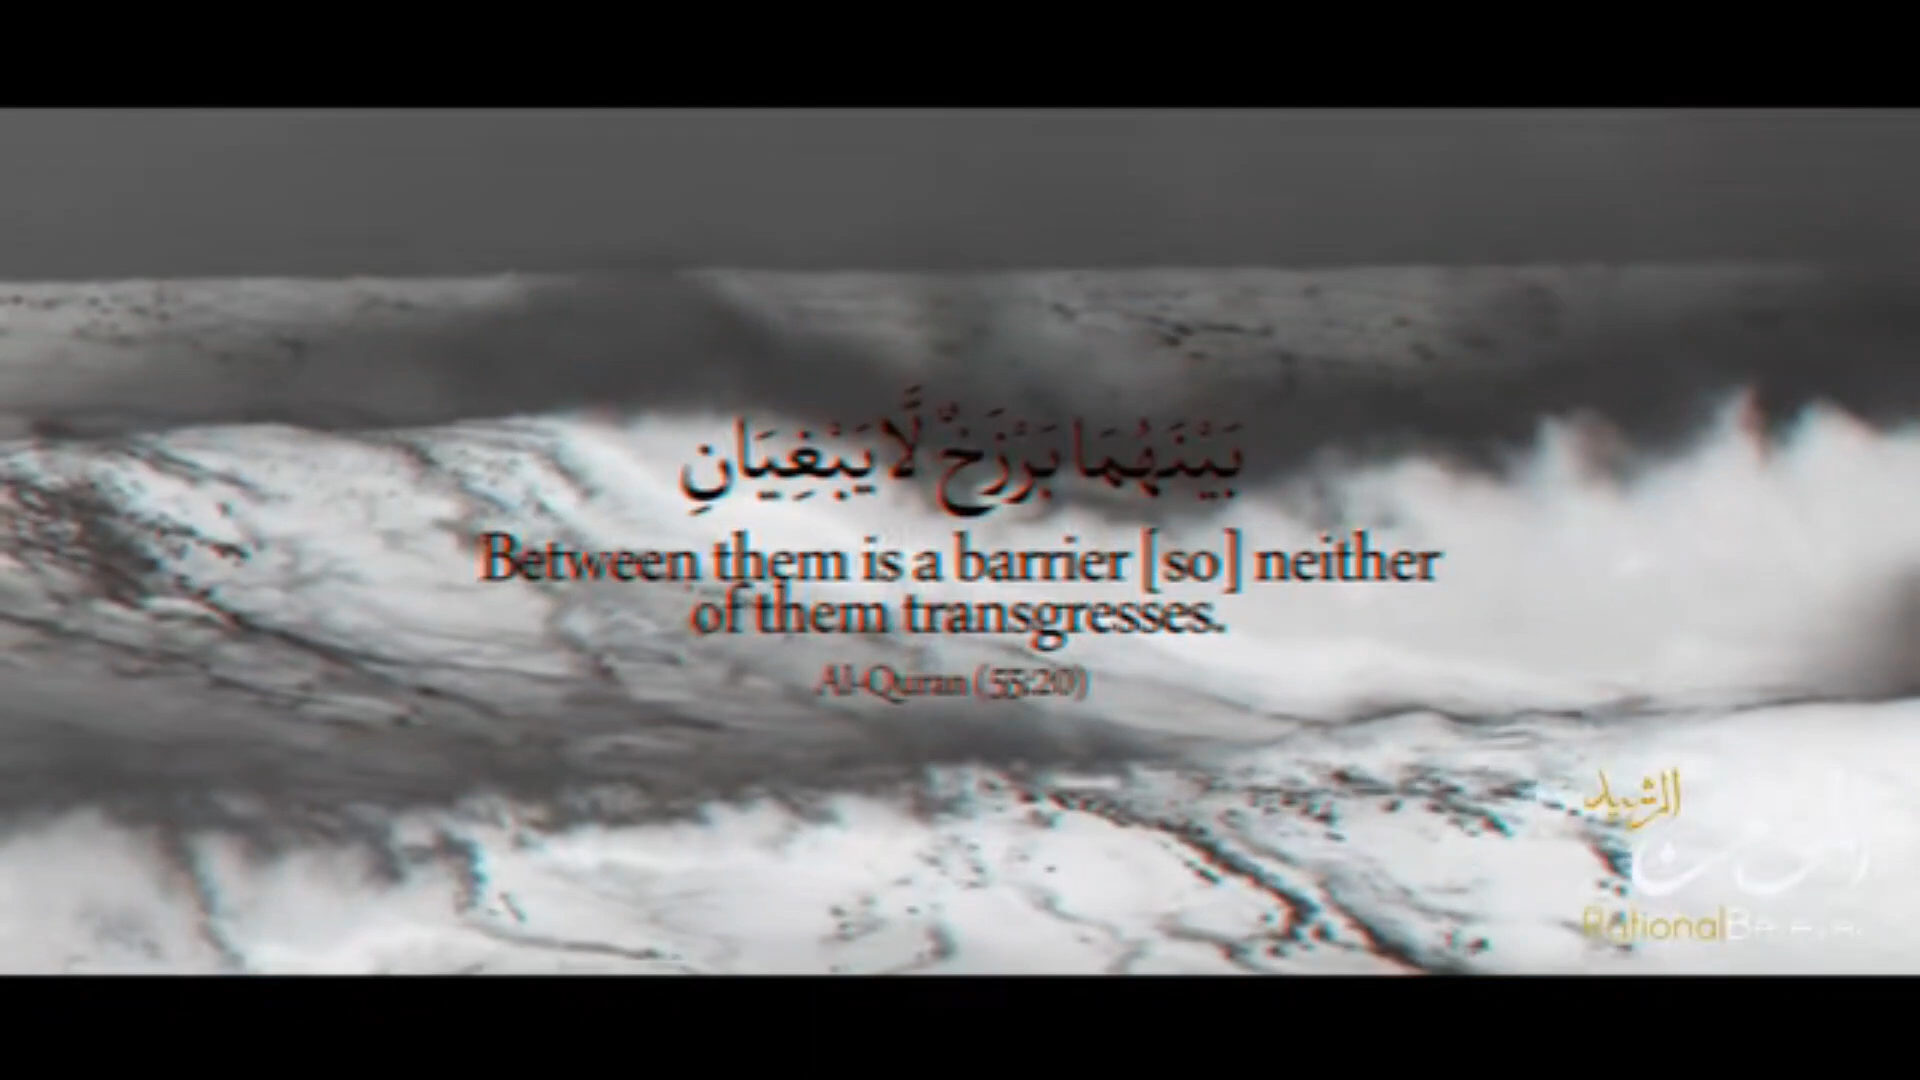 بَيْنَهُمَا بَرْزَخٌ لَّا يَبْغِيَانِ
Between them is a barrier [so] neither
of them transgresses.
Al-Quran (55:20)
الرشيد
Rational